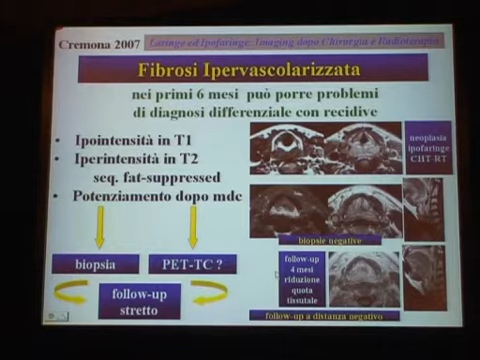 Cremona 2007
Laringe ed Ipofaringe: Imaging dopo Chirurgia e Radioterapia
Fibrosi Ipervascolarizzata
nei primi 6 mesi può porre problemi
di diagnosi differenziale con recidive
• Ipointensità in T1
• Iperintensità in T2
seq. fat-suppressed
• Potenziamento dopo mdc
biopsia
PET-TC ?
follow-up
stretto
neoplasia
ipofaringe
CHT-RT
biopsie negative
follow-up
4 mesi
riduzione
quota
tissutale
follow-up a distanza negativo